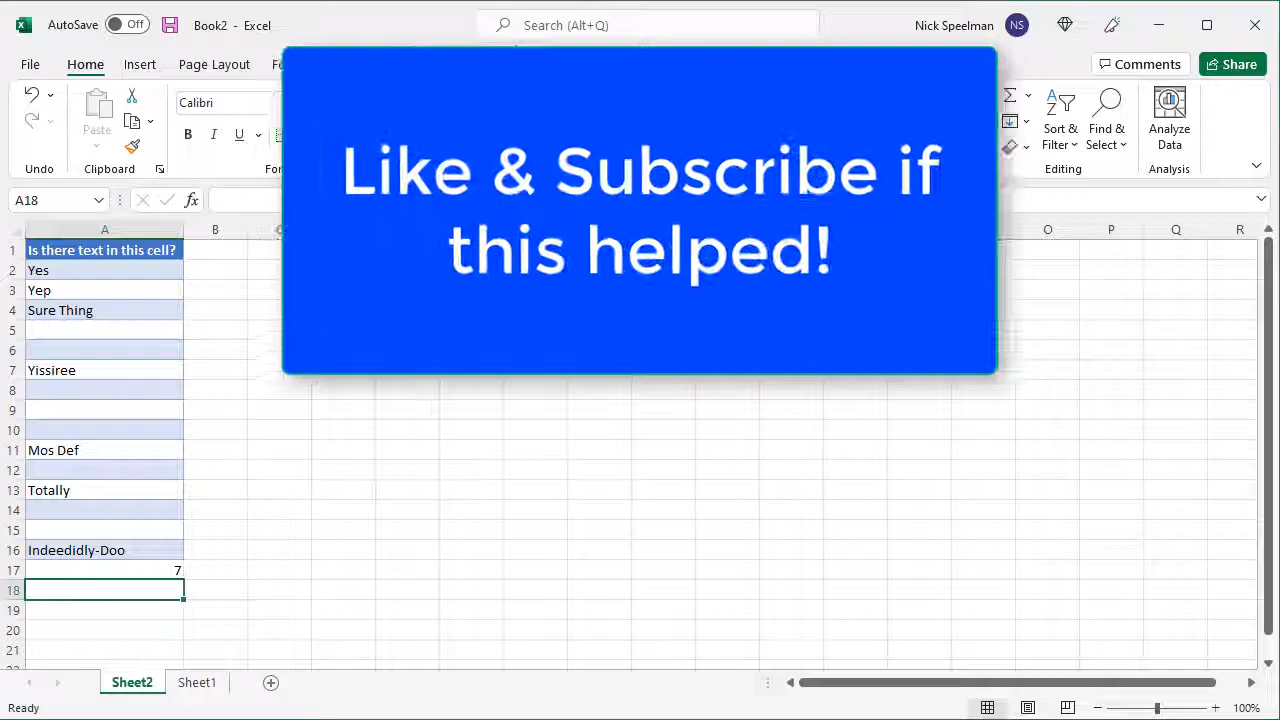 AutoSave Off Book2 - Excel Search (Alt+Q) Nick Speelman NS
File Home Insert Page Layout Comments Share
Paste Calibri Sort & Filter Find & Select Analyze Data
B I U
Undo Clipboard Editing Analysis
Like & Subscribe if
this helped!
A18 fx
A B J O P Q R
1 Is there text in this cell?
2 Yes
3 Yep
4 Sure Thing
5
6
7 Yissiree
8
9
10
11 Mos Def
12
13 Totally
14
15
16 Indeedidly-Doo
17 7
18
19
20
21
Sheet2 Sheet1
Ready 100%